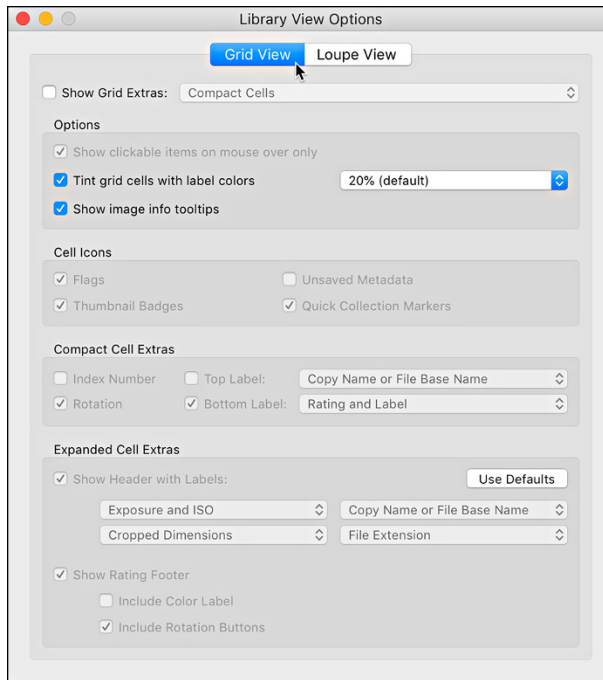 Library View Options
Grid View Loupe View
Show Grid Extras: Compact Cells
Options
Show clickable items on mouse over only
Tint grid cells with label colors 20% (default)
Show image info tooltips
Cell Icons
Flags Unsaved Metadata
Thumbnail Badges Quick Collection Markers
Compact Cell Extras
Index Number Top Label: Copy Name or File Base Name
Rotation Bottom Label: Rating and Label
Expanded Cell Extras
Show Header with Labels: Use Defaults
Exposure and ISO Copy Name or File Base Name
Cropped Dimensions File Extension
Show Rating Footer
Include Color Label
Include Rotation Buttons